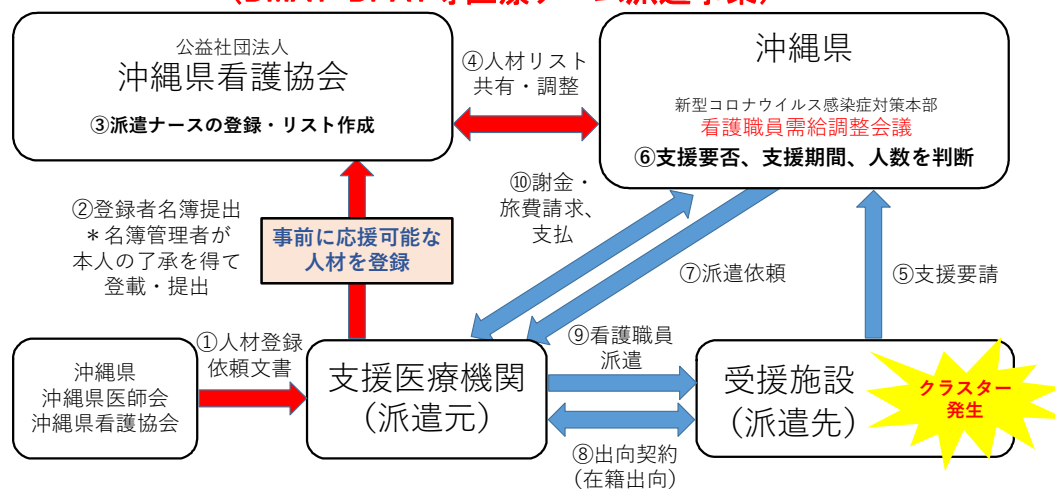 公益社団法人
沖縄県看護協会
③派遣ナースの登録・リスト作成
④人材リスト
共有・調整
沖縄県
新型コロナウイルス感染症対策本部
看護職員需給調整会議
⑥支援要否、支援期間、人数を判断
②登録者名簿提出
＊名簿管理者が
本人の了承を得て
登載・提出
事前に応援可能な
人材を登録
⑩謝金・
旅費請求、
支払
⑦派遣依頼
⑤支援要請
①人材登録
依頼文書
沖縄県
沖縄県医師会
沖縄県看護協会
支援医療機関
(派遣元)
⑨看護職員
派遣
⑧出向契約
(在籍出向)
受援施設
(派遣先)
クラスター
発生